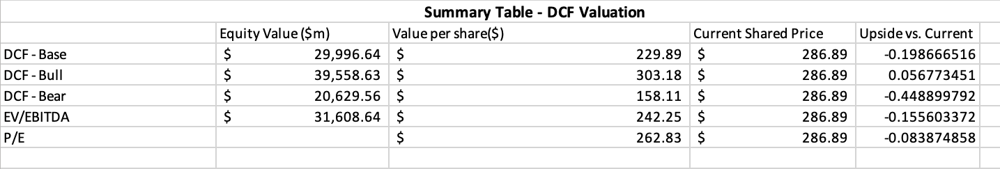 Summary Table - DCF Valuation
Equity Value ($m) Value per share($) Current Shared Price Upside vs. Current
DCF - Base $ 29,996.64 $ 229.89 $ 286.89 -0.198666516
DCF - Bull $ 39,558.63 $ 303.18 $ 286.89 0.056773451
DCF - Bear $ 20,629.56 $ 158.11 $ 286.89 -0.448899792
EV/EBITDA $ 31,608.64 $ 242.25 $ 286.89 -0.155603372
P/E $ 262.83 $ 286.89 -0.083874858